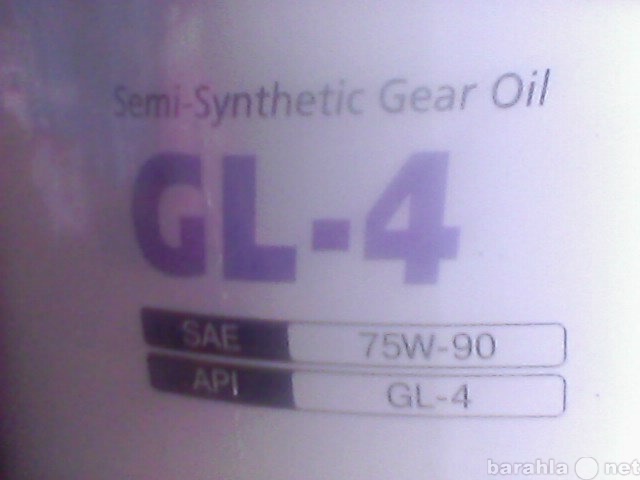 Semi-Synthetic Gear Oil
GL-4
SAE 75W-90
API GL-4
barahla net